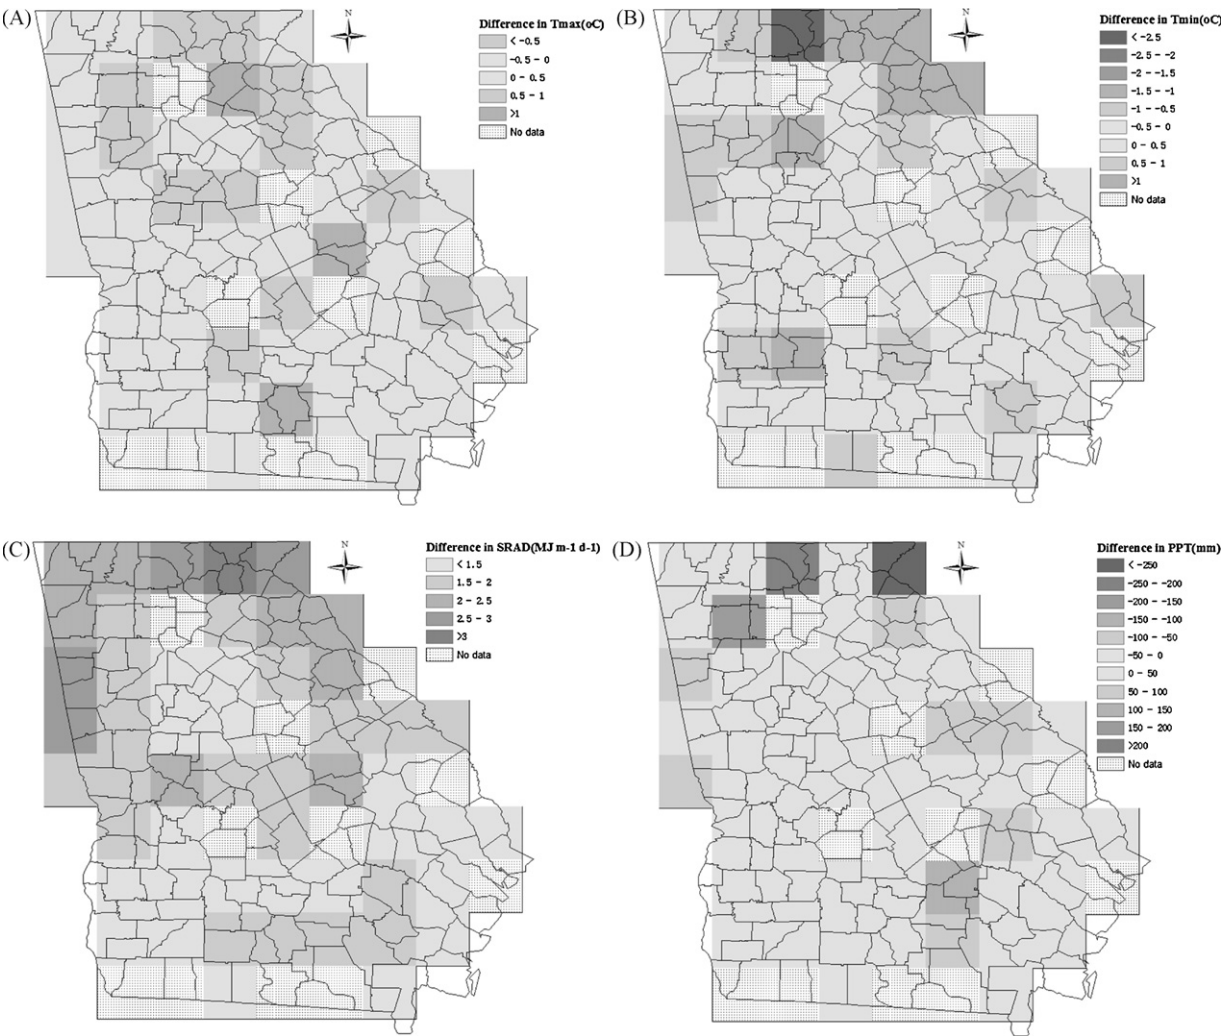 (A)
N
Difference in Tmax(oC)
< -0.5
-0.5 - 0
0 - 0.5
0.5 - 1
>1
No data
(B)
N
Difference in Tmin(oC)
< -2.5
-2.5 - -2
-2 - -1.5
-1.5 - -1
-1 - -0.5
-0.5 - 0
0 - 0.5
0.5 - 1
>1
No data
(C)
N
Difference in SRAD(MJ m-1 d-1)
< 1.5
1.5 - 2
2 - 2.5
2.5 - 3
>3
No data
(D)
N
Difference in PPT(mm)
< -250
-250 - -200
-200 - -150
-150 - -100
-100 - -50
-50 - 0
0 - 50
50 - 100
100 - 150
150 - 200
>200
No data